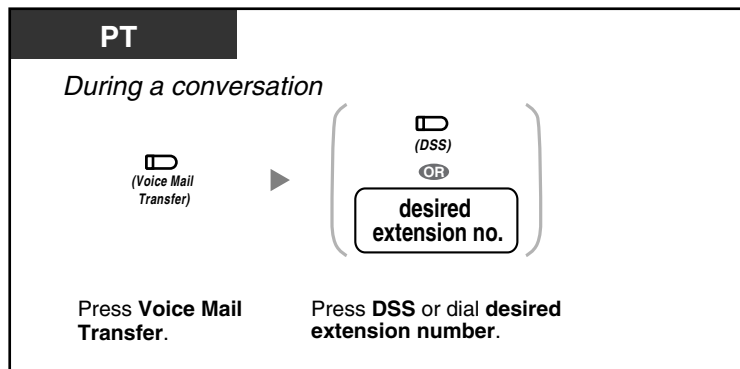 PT
During a conversation
(Voice Mail
Transfer)
(DSS)
OR
desired
extension no.
Press Voice Mail
Transfer.
Press DSS or dial desired
extension number.